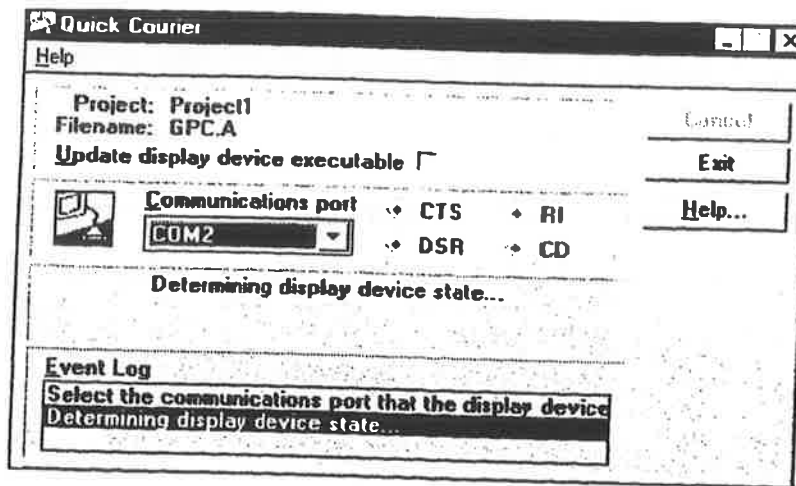 Quick Courier
Help
Project: Project1
Filename: GPC.A
Update display device executable
Cancel
Exit
Help...
Communications port
COM2
CTS
RI
DSR
CD
Determining display device state...
Event Log
Select the communications port that the display device
Determining display device state...